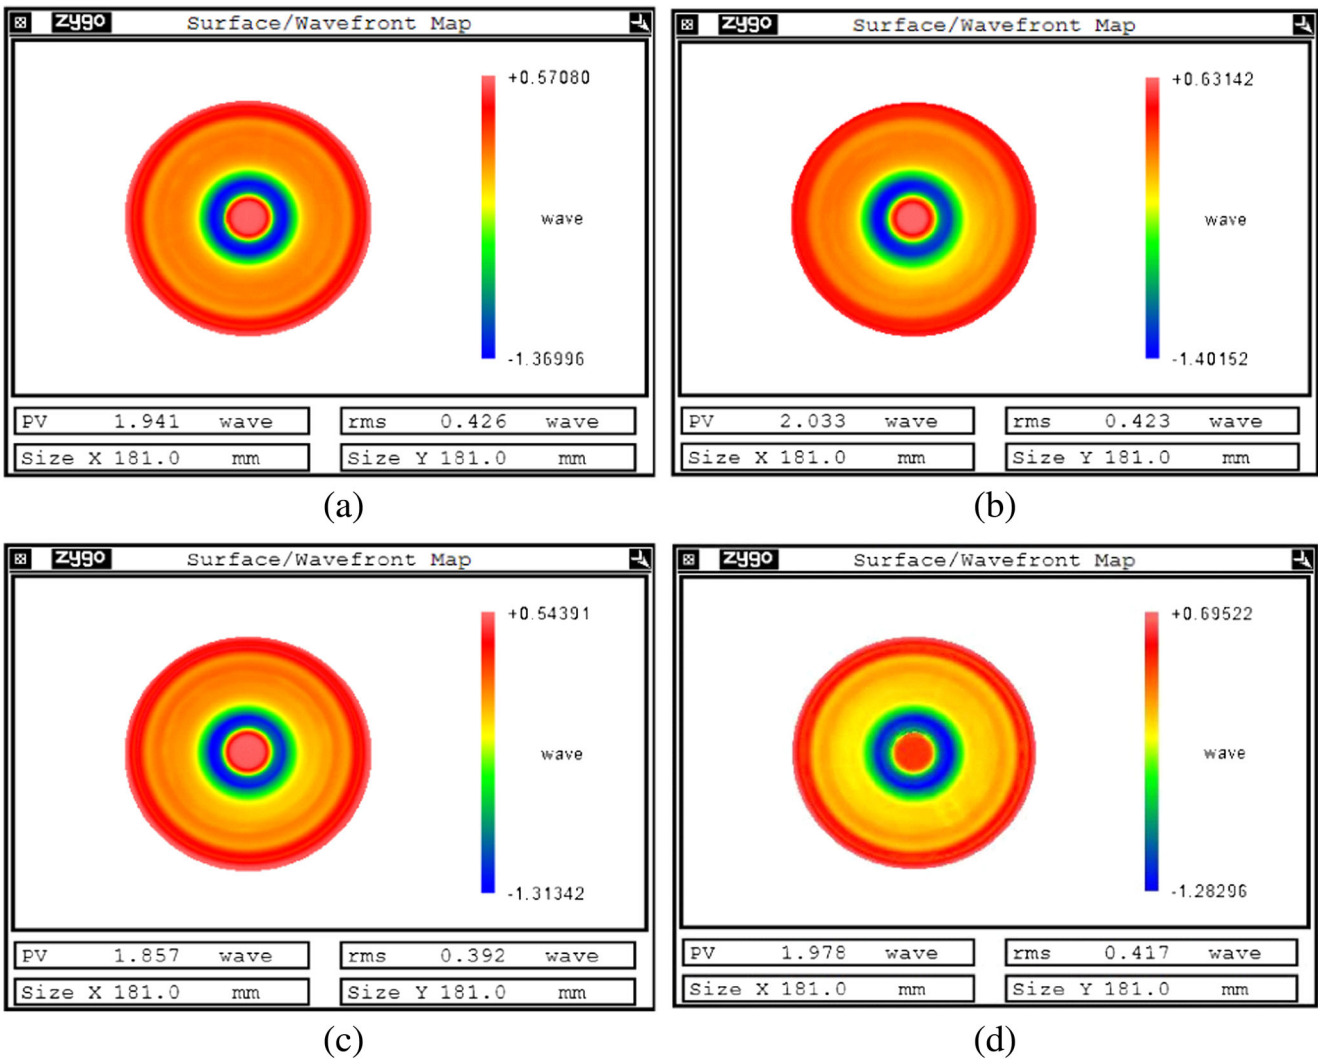 zygo Surface/Wavefront Map
+0.57080
wave
-1.36996
PV 1.941 wave rms 0.426 wave
Size X 181.0 mm Size Y 181.0 mm
(a)
zygo Surface/Wavefront Map
+0.63142
wave
-1.40152
PV 2.033 wave rms 0.423 wave
Size X 181.0 mm Size Y 181.0 mm
(b)
zygo Surface/Wavefront Map
+0.54391
wave
-1.31342
PV 1.857 wave rms 0.392 wave
Size X 181.0 mm Size Y 181.0 mm
(c)
zygo Surface/Wavefront Map
+0.69522
wave
-1.28296
PV 1.978 wave rms 0.417 wave
Size X 181.0 mm Size Y 181.0 mm
(d)